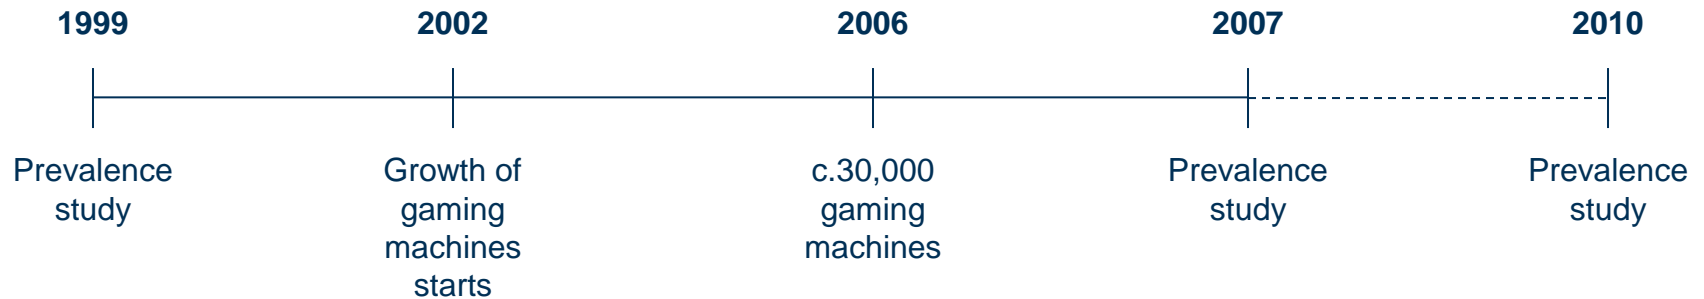 1999
2002
2006
2007
2010
Prevalence
study
Growth of
gaming
machines
starts
c.30,000
gaming
machines
Prevalence
study
Prevalence
study